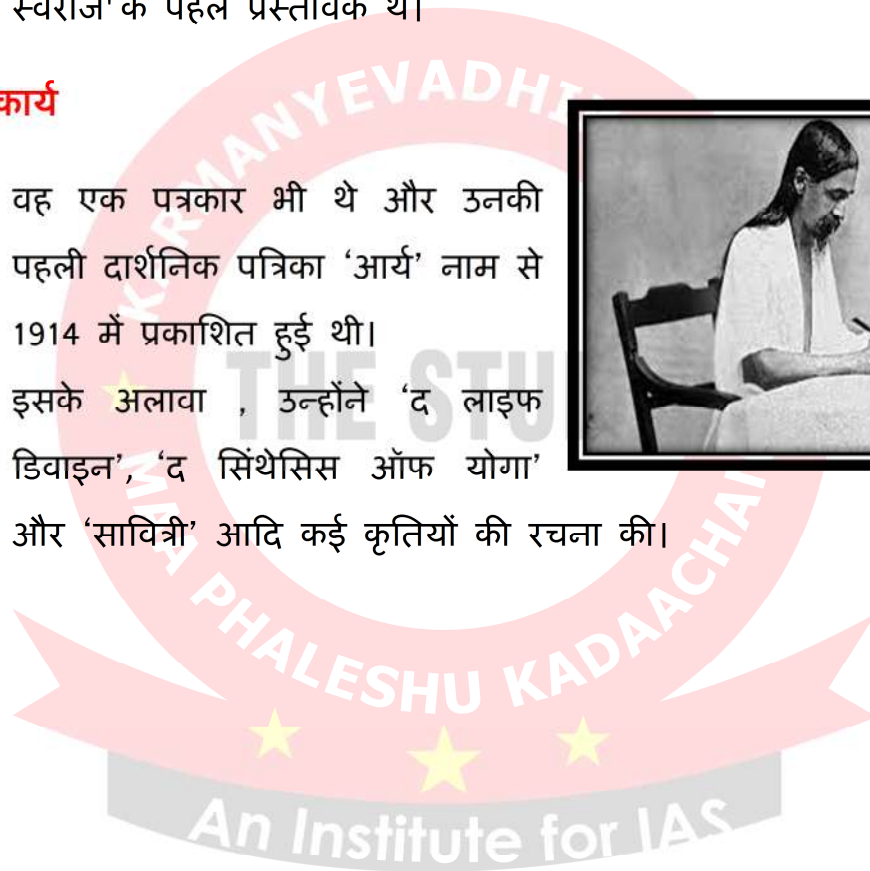 स्वराज' के पहले प्रस्तावक थे।
कार्य
वह एक पत्रकार भी थे और उनकी
पहली दार्शनिक पत्रिका ‘आर्य’ नाम से
1914 में प्रकाशित हुई थी।
इसके अलावा , उन्होंने ‘द लाइफ
डिवाइन’, ‘द सिंथेसिस ऑफ योगा’
और ‘सावित्री’ आदि कई कृतियों की रचना की।
KARMANYEVADHI
THE STU
MAA PHALESHU KADAACHA
An Institute for IAS